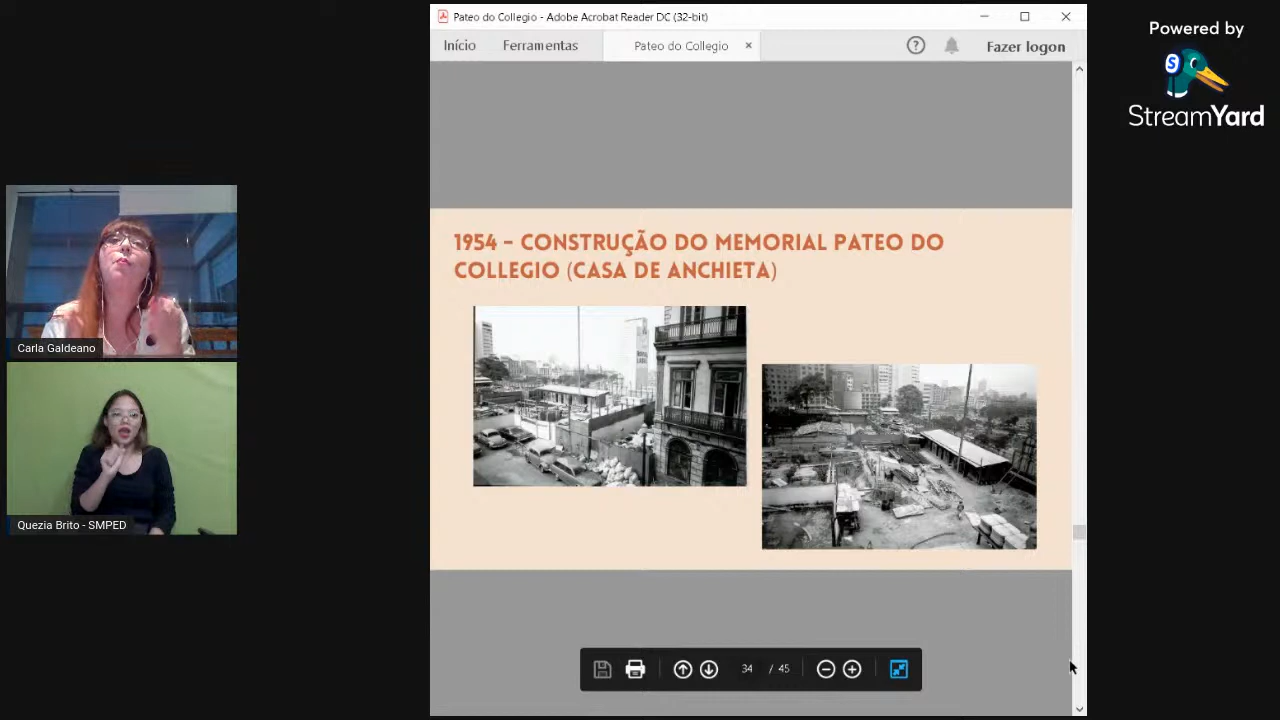 Pateo do Collegio - Adobe Acrobat Reader DC (32-bit)
Início Ferramentas Pateo do Collegio × ? Fazer logon
Powered by
S
StreamYard
1954 - CONSTRUÇÃO DO MEMORIAL PATEO DO
COLLEGIO (CASA DE ANCHIETA)
Carla Galdeano
Quezia Brito - SMPED
34 / 45